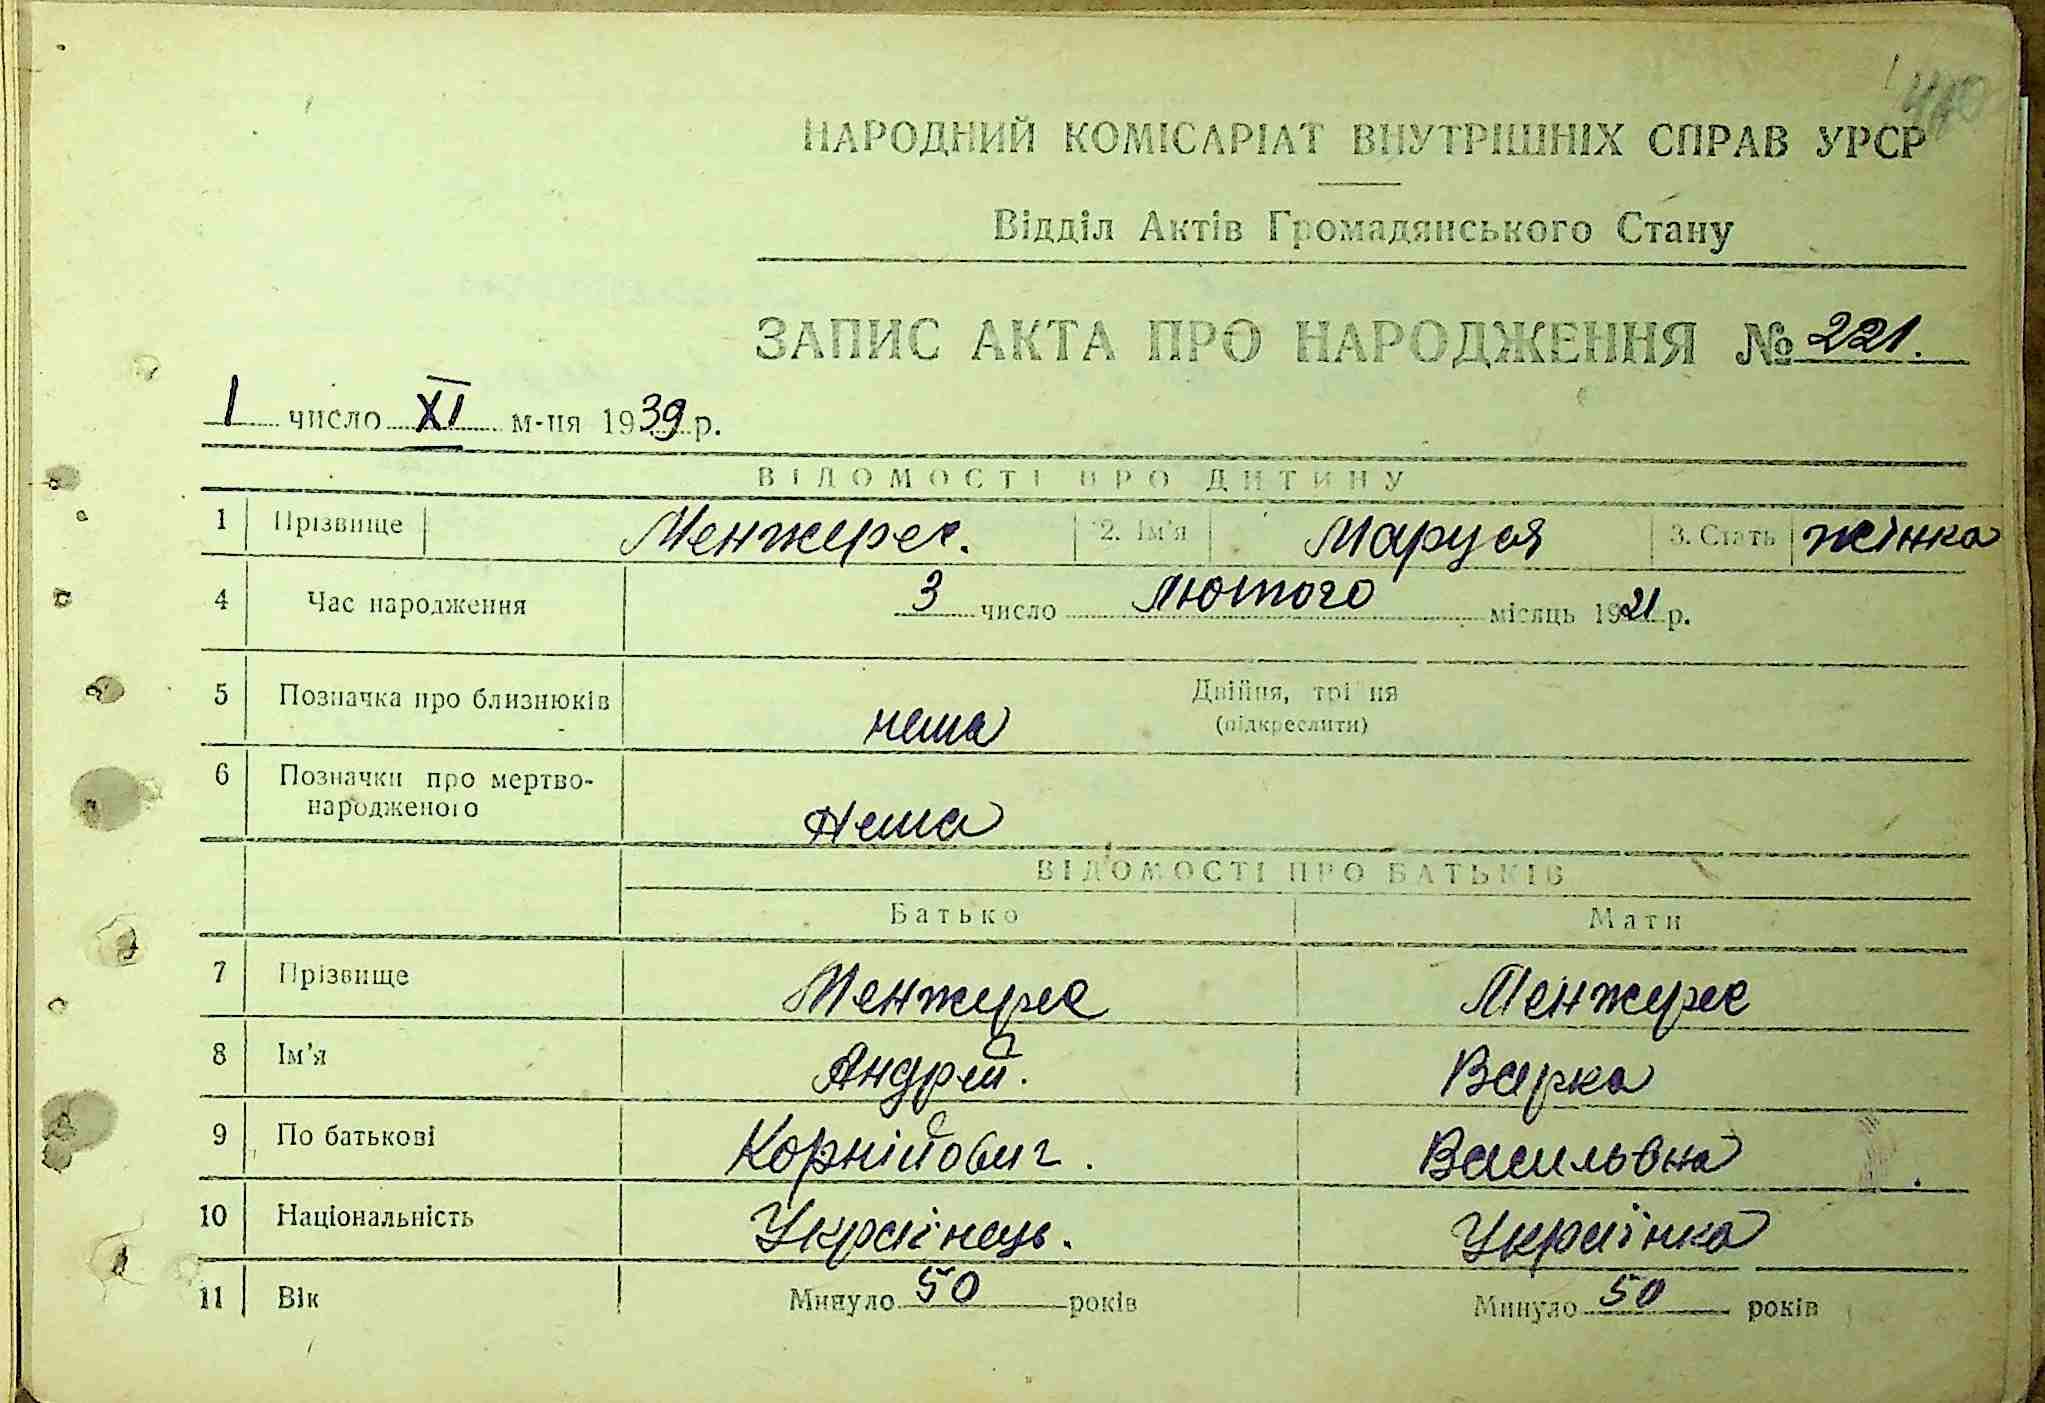 НАРОДНИЙ КОМІСАРІАТ ВНУТРІШНІХ СПРАВ УРСР
Відділ Актів Громадянського Стану
ЗАПИС АКТА ПРО НАРОДЖЕННЯ № 221.
1 число XI м-ця 1939 р.
ВІДОМОСТІ ПРО ДИТИНУ
1 Прізвище Менжерес. 2. Ім'я Маруся 3. Стать жінка
4 Час народження 3 число Лютого місяць 1921 р.
5 Позначка про близнюків нема Двійня, трійня
(підкреслити)
6 Позначки про мертво-
народженого Нема
ВІДОМОСТІ ПРО БАТЬКІВ
Батько Мати
7 Прізвище Менжерес Менжерес
8 Ім'я Андрій. Варка
9 По батькові Корнійович. Васильвна
10 Національність Українець. Українка
11 Вік Минуло 50 років Минуло 50 років